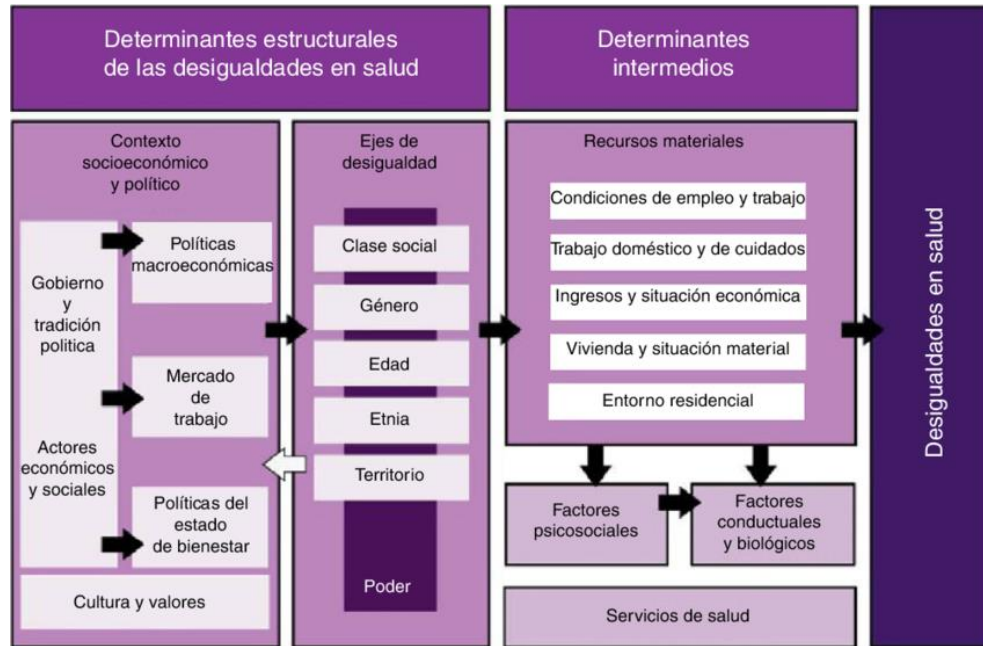 Determinantes estructurales
de las desigualdades en salud
Determinantes
intermedios
Contexto
socioeconómico
y político
Gobierno
y
tradición
politica
Actores
económicos
y sociales
Políticas
macroeconómicas
Mercado
de
trabajo
Políticas del
estado
de bienestar
Cultura y valores
Ejes de
desigualdad
Clase social
Género
Edad
Etnia
Territorio
Poder
Recursos materiales
Condiciones de empleo y trabajo
Trabajo doméstico y de cuidados
Ingresos y situación económica
Vivienda y situación material
Entorno residencial
Factores
psicosociales
Factores
conductuales
y biológicos
Servicios de salud
Desigualdades en salud